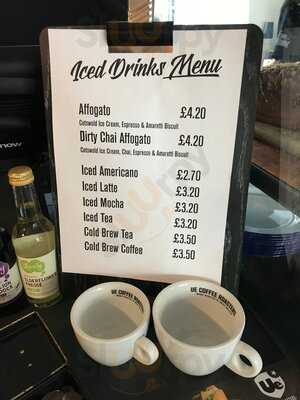 Iced Drinks Menu
Affogato £4.20
Cotswold Ice Cream, Espresso & Amaretti Biscuit
Dirty Chai Affogato £4.20
Cotswold Ice Cream, Chai, Espresso & Amaretti Biscuit
Iced Americano £2.70
Iced Latte £3.20
Iced Mocha £3.20
Iced Tea £3.20
Cold Brew Tea £3.50
Cold Brew Coffee £3.50
now
ELDERFLOWER
UE COFFEE ROASTERS
UE COFFEE ROASTERS
UE